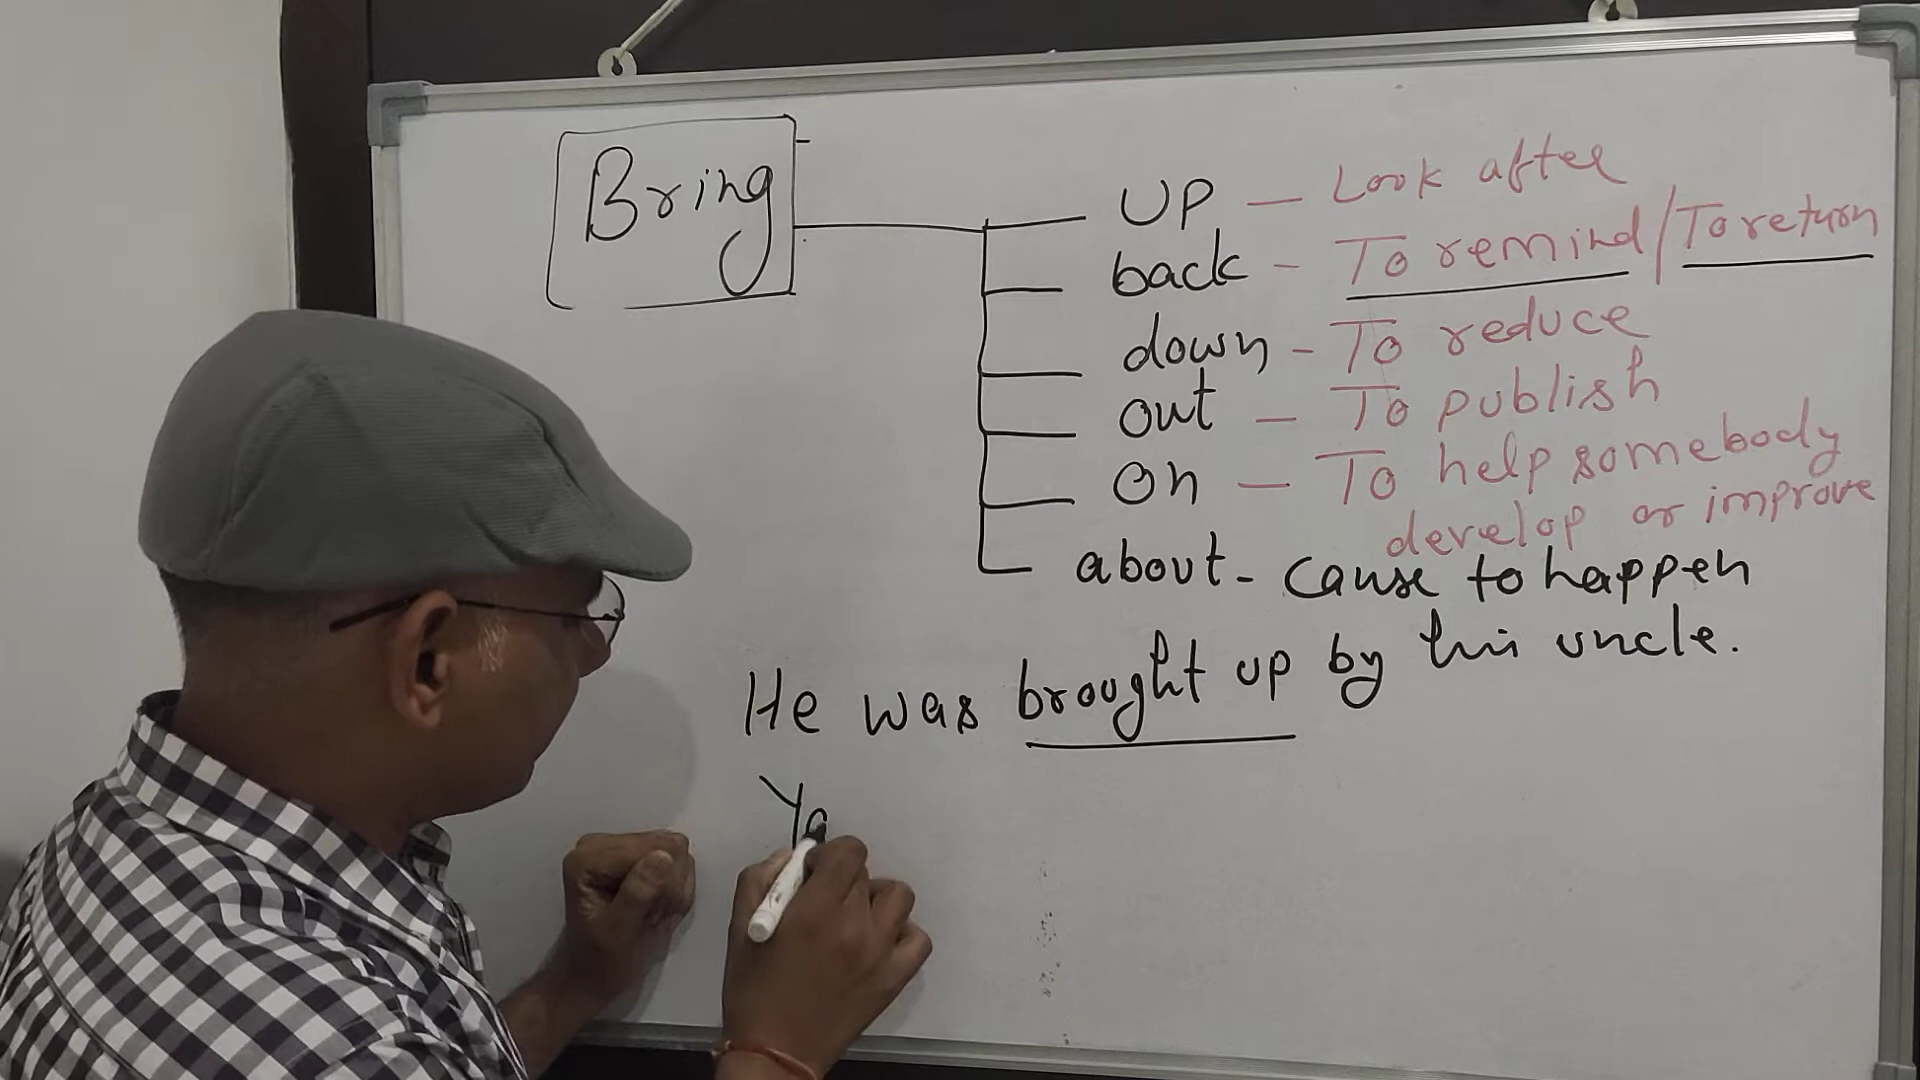 Bring
UP - Look after
back - To remind / To return
down - To reduce
out - To publish
on - To help somebody
develop or improve
about - cause to happen
He was brought up by his uncle.
Yo